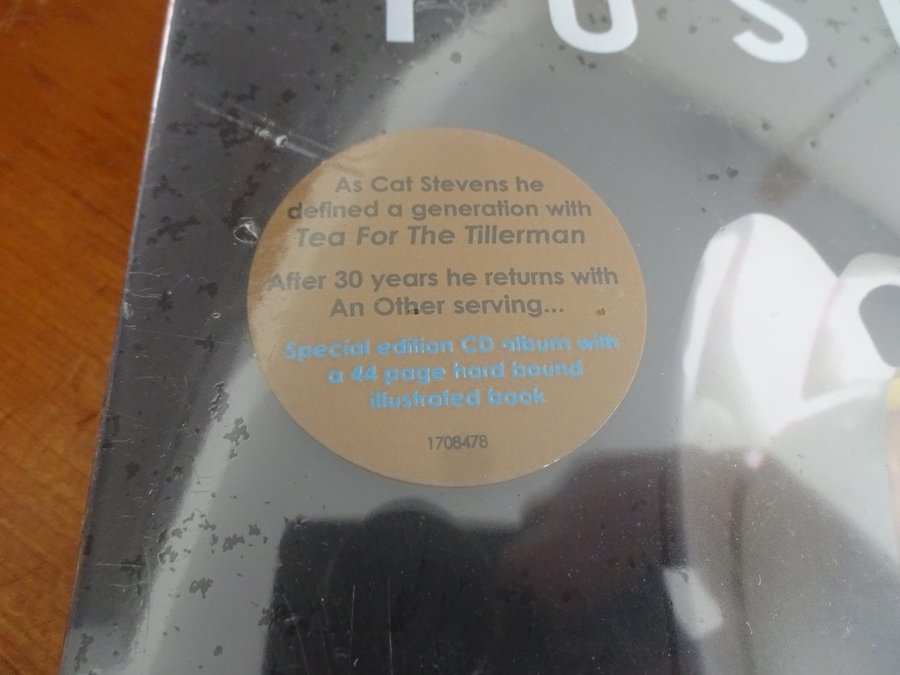 YUS
As Cat Stevens he
defined a generation with
Tea For The Tillerman
After 30 years he returns with
An Other serving...
Special edition CD album with
a 44 page hard bound
illustrated book
1708478